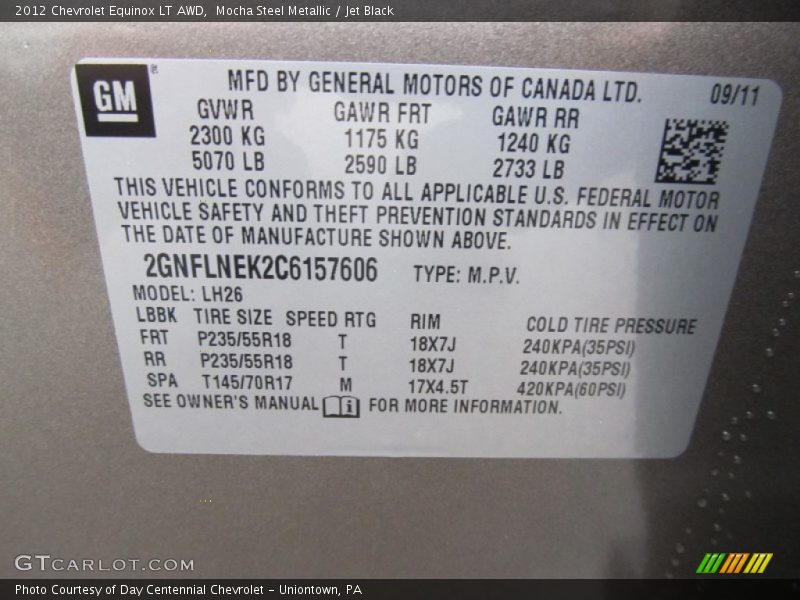 2012 Chevrolet Equinox LT AWD,  Mocha Steel Metallic / Jet Black
GM ®
MFD BY GENERAL MOTORS OF CANADA LTD. 09/11
GVWR GAWR FRT GAWR RR
2300 KG 1175 KG 1240 KG
5070 LB 2590 LB 2733 LB
THIS VEHICLE CONFORMS TO ALL APPLICABLE U.S. FEDERAL MOTOR
VEHICLE SAFETY AND THEFT PREVENTION STANDARDS IN EFFECT ON
THE DATE OF MANUFACTURE SHOWN ABOVE.
2GNFLNEK2C6157606 TYPE: M.P.V.
MODEL: LH26
LBBK TIRE SIZE SPEED RTG RIM COLD TIRE PRESSURE
FRT P235/55R18 T 18X7J 240KPA(35PSI)
RR P235/55R18 T 18X7J 240KPA(35PSI)
SPA T145/70R17 M 17X4.5T 420KPA(60PSI)
SEE OWNER'S MANUAL i FOR MORE INFORMATION.
GTCARLOT.COM
Photo Courtesy of Day Centennial Chevrolet – Uniontown, PA